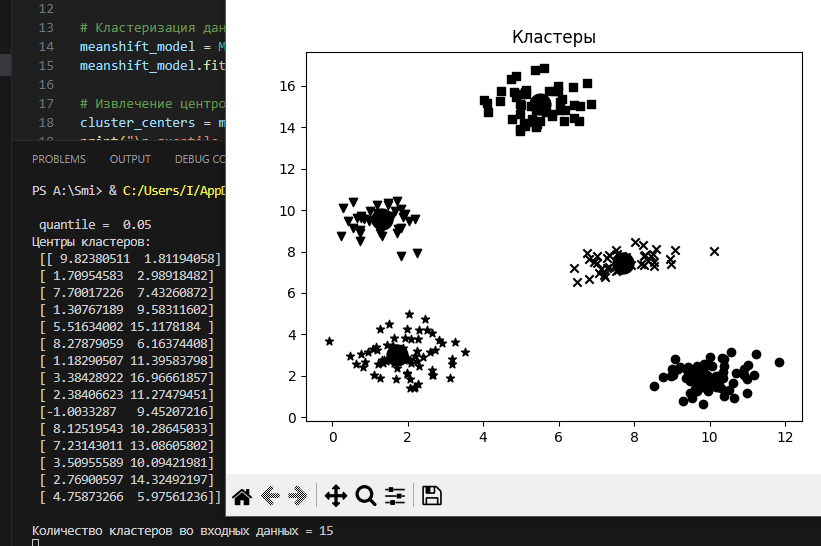 12
13 # Кластеризация дан
14 meanshift_model = M
15 meanshift_model.fit
16
17 # Извлечение центро
18 cluster_centers = m
PROBLEMS OUTPUT DEBUG CO
PS A:\Smi> & C:/Users/I/AppD
quantile =  0.05
Центры кластеров:
[[ 9.82380511  1.81194058]
[ 1.70954583  2.98918482]
[ 7.70017226  7.43260872]
[ 1.30767189  9.58311602]
[ 5.51634002 15.1178184 ]
[ 8.27879059  6.16374408]
[ 1.18290507 11.39583798]
[ 3.38428922 16.96661857]
[ 2.38406623 11.27479451]
[-1.0033287   9.45207216]
[ 8.12519543 10.28645033]
[ 7.23143011 13.08605802]
[ 3.50955589 10.09421981]
[ 2.76900597 14.32492197]
[ 4.75873266  5.97561236]]
Количество кластеров во входных данных = 15
Кластеры
16
14
12
10
8
6
4
2
0
0 2 4 6 8 10 12